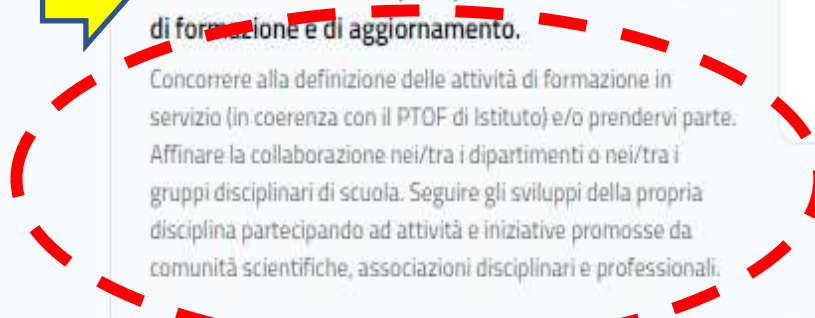 di formazione e di aggiornamento.
Concorrere alla definizione delle attività di formazione in
servizio (in coerenza con il PTOF di Istituto) e/o prendervi parte.
Affinare la collaborazione nei/tra i dipartimenti o nei/tra i
gruppi disciplinari di scuola. Seguire gli sviluppi della propria
disciplina partecipando ad attività e iniziative promosse da
comunità scientifiche, associazioni disciplinari e professionali.